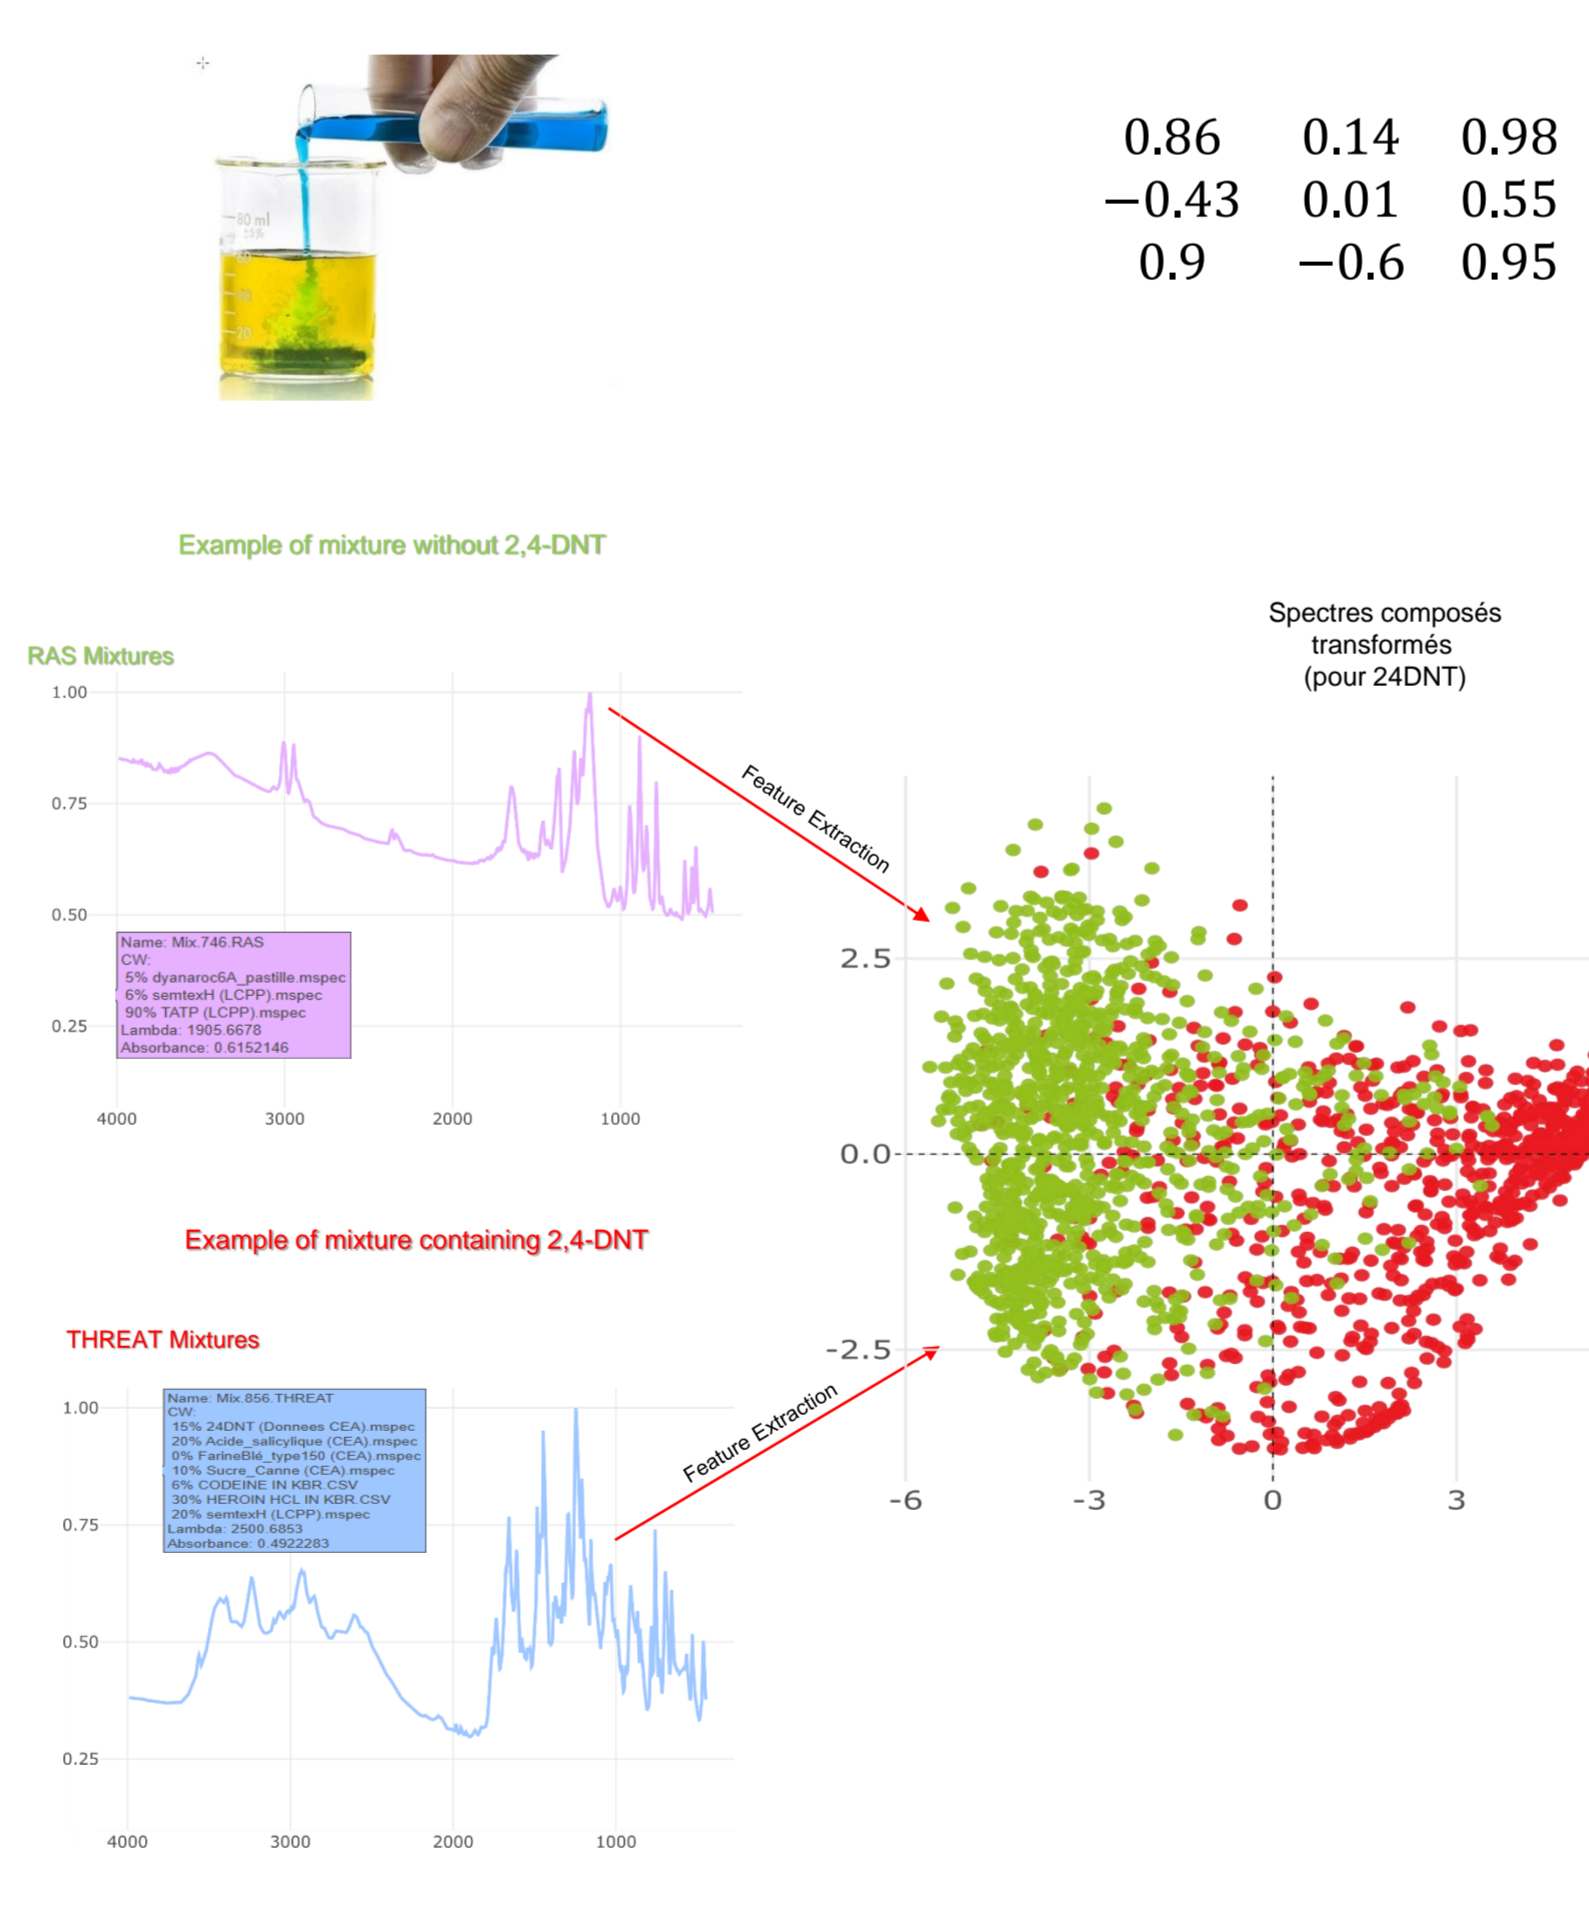 80 ml
±5%
60
40
20
0.86 0.14 0.98
−0.43 0.01 0.55
0.9 −0.6 0.95
Example of mixture without 2,4-DNT
RAS Mixtures
1.00
0.75
0.50
0.25
4000 3000 2000 1000
Name: Mix.746.RAS
CW:
5% dyanaroc6A_pastille.mspec
6% semtexH (LCPP).mspec
90% TATP (LCPP).mspec
Lambda: 1905.6678
Absorbance: 0.6152146
Feature Extraction
Spectres composés
transformés
(pour 24DNT)
2.5
0.0
-2.5
-6 -3 0 3
Example of mixture containing 2,4-DNT
THREAT Mixtures
1.00
0.75
0.50
0.25
4000 3000 2000 1000
Name: Mix.856.THREAT
CW:
15% 24DNT (Donnees CEA).mspec
20% Acide_salicylique (CEA).mspec
0% FarineBlé_type150 (CEA).mspec
10% Sucre_Canne (CEA).mspec
6% CODEINE IN KBR.CSV
30% HEROIN HCL IN KBR.CSV
20% semtexH (LCPP).mspec
Lambda: 2500.6853
Absorbance: 0.4922283
Feature Extraction